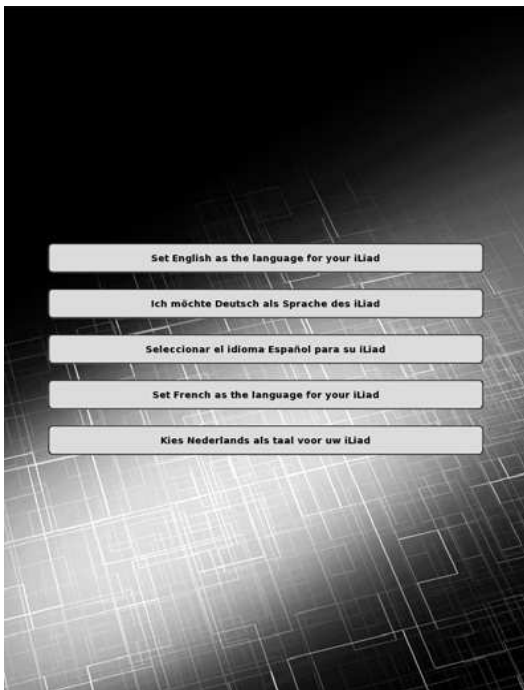 Set English as the language for your iLiad
Ich möchte Deutsch als Sprache des iLiad
Seleccionar el idioma Español para su iLiad
Set French as the language for your iLiad
Kies Nederlands als taal voor uw iLiad